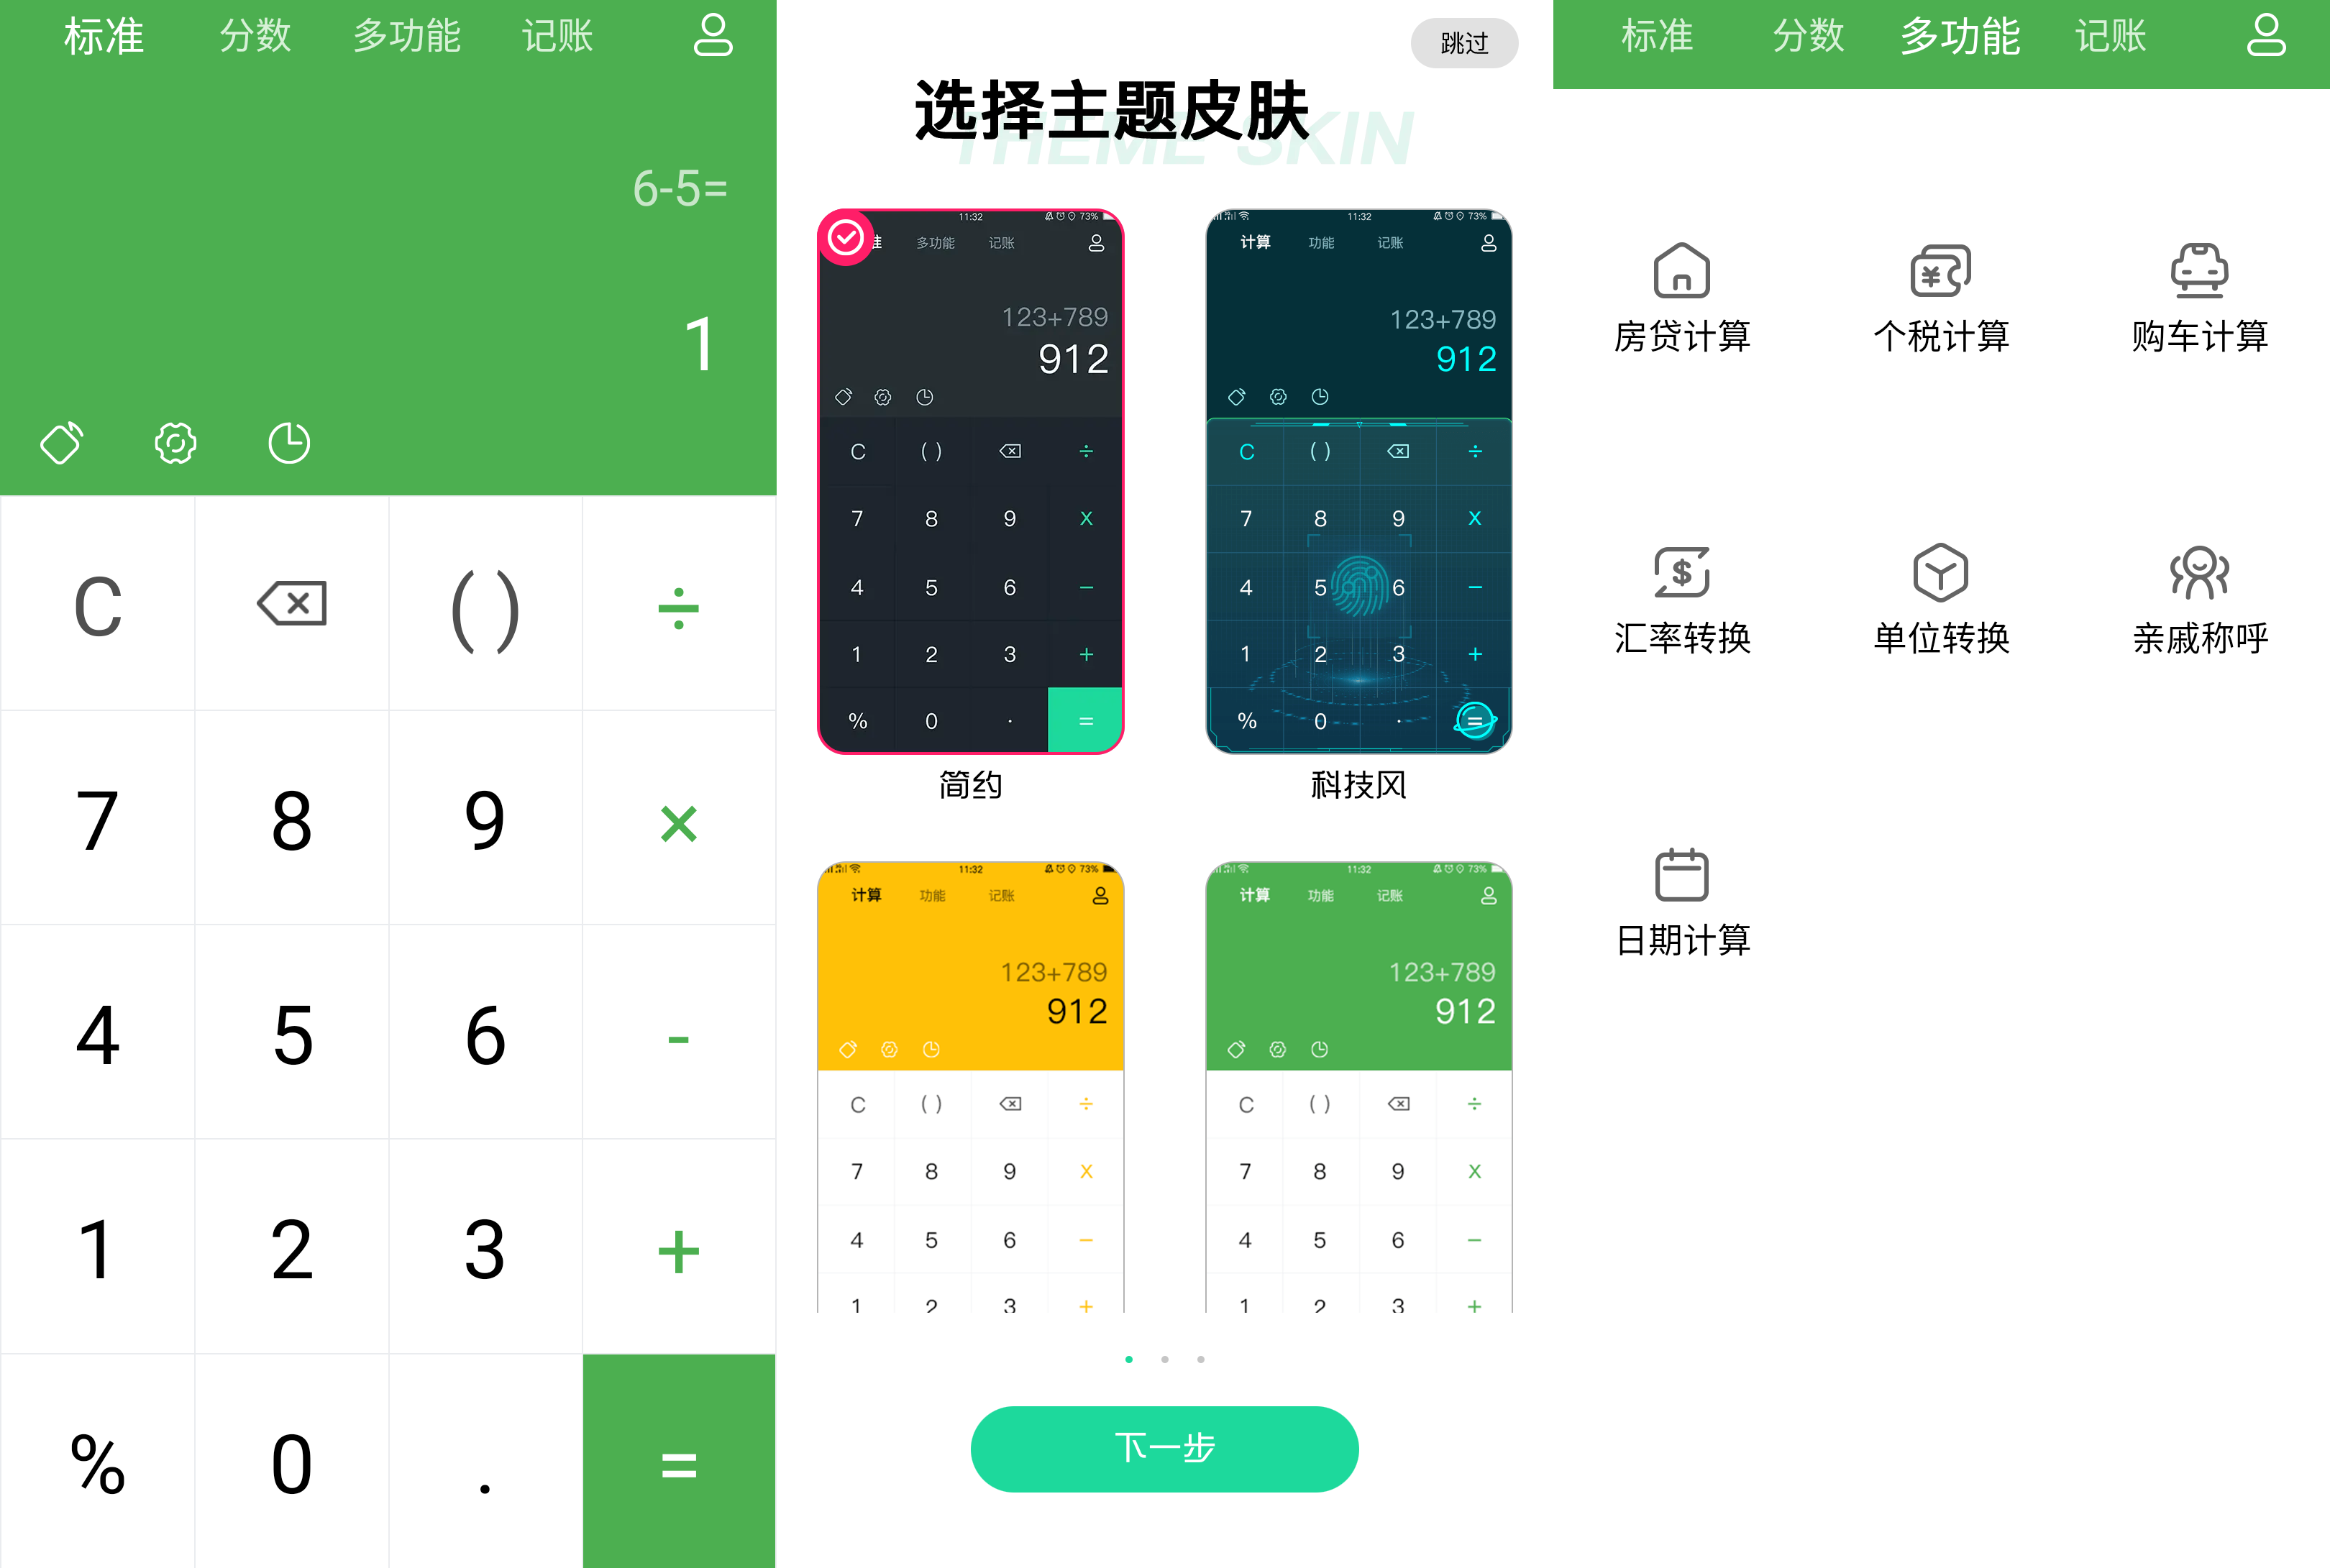 标准 分数 多功能 记账
6-5=
1
C ( ) ÷
7 8 9 ×
4 5 6 -
1 2 3 +
% 0 . =
跳过
选择主题皮肤
THEME SKIN
11:32 73%
多功能 记账
123+789
912
C ( ) ÷
7 8 9 X
4 5 6 −
1 2 3 +
% 0 · =
简约
11:32 73%
计算 功能 记账
123+789
912
C ( ) ÷
7 8 9 X
4 5 6 −
1 2 3 +
% 0 · =
科技风
11:32 73%
计算 功能 记账
123+789
912
C ( ) ÷
7 8 9 X
4 5 6 −
1 2 3 +
11:32 73%
计算 功能 记账
123+789
912
C ( ) ÷
7 8 9 X
4 5 6 −
1 2 3 +
下一步
标准 分数 多功能 记账
房贷计算 个税计算 购车计算
汇率转换 单位转换 亲戚称呼
日期计算